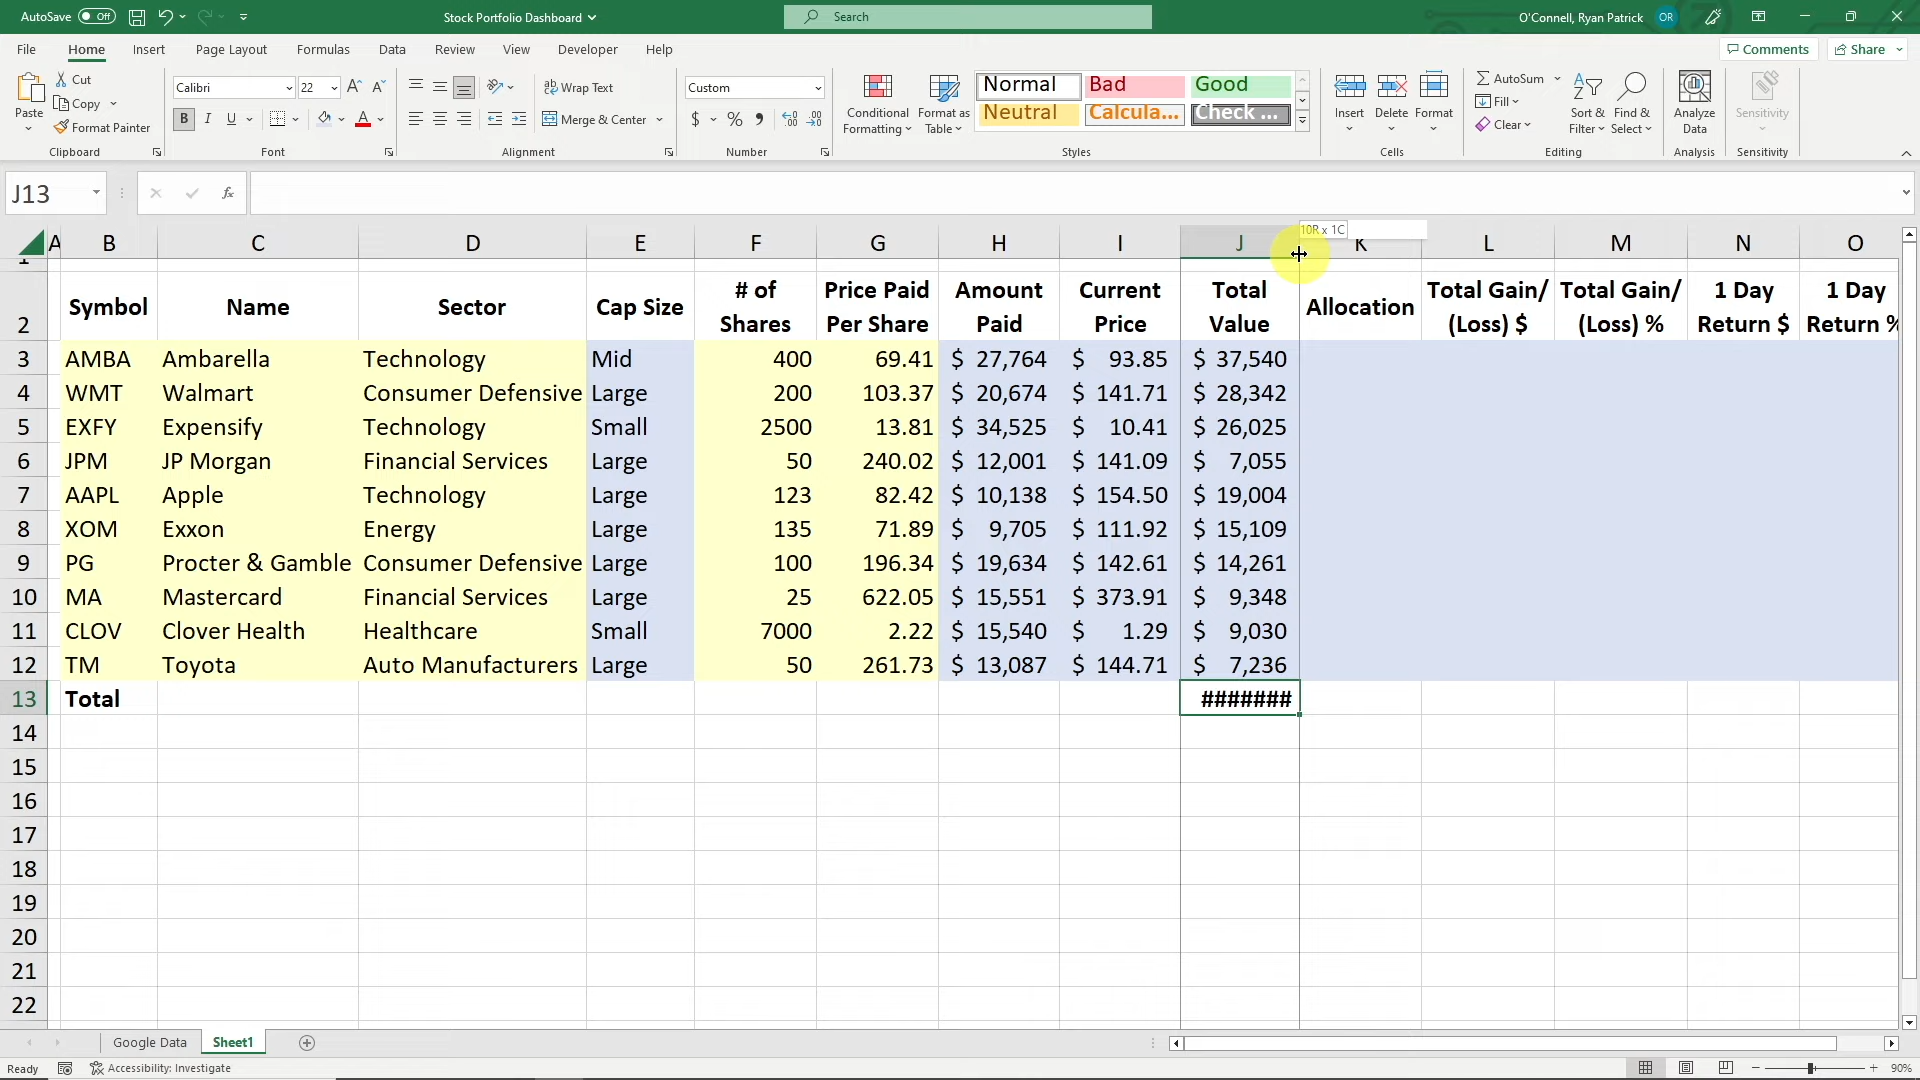 AutoSave Off Stock Portfolio Dashboard Search O'Connell, Ryan Patrick OR
File Home Insert Page Layout Formulas Data Review View Developer Help Comments Share
Paste Cut Copy Format Painter Clipboard
Calibri 22 A A B I U A Font
Wrap Text Merge & Center Alignment
Custom $ % Number
Conditional Formatting Format as Table Normal Bad Good Neutral Calcula... Check ... Styles
Insert Delete Format Cells
AutoSum Fill Clear Sort & Filter Find & Select Editing
Analyze Data Analysis
Sensitivity Sensitivity
J13 fx
10R x 1C
A B C D E F G H I J K L M N O
1
2 Symbol Name Sector Cap Size # of Shares Price Paid Per Share Amount Paid Current Price Total Value Allocation Total Gain/ (Loss) $ Total Gain/ (Loss) % 1 Day Return $ 1 Day Return %
3 AMBA Ambarella Technology Mid 400 69.41 $ 27,764 $ 93.85 $ 37,540
4 WMT Walmart Consumer Defensive Large 200 103.37 $ 20,674 $ 141.71 $ 28,342
5 EXFY Expensify Technology Small 2500 13.81 $ 34,525 $ 10.41 $ 26,025
6 JPM JP Morgan Financial Services Large 50 240.02 $ 12,001 $ 141.09 $ 7,055
7 AAPL Apple Technology Large 123 82.42 $ 10,138 $ 154.50 $ 19,004
8 XOM Exxon Energy Large 135 71.89 $ 9,705 $ 111.92 $ 15,109
9 PG Procter & Gamble Consumer Defensive Large 100 196.34 $ 19,634 $ 142.61 $ 14,261
10 MA Mastercard Financial Services Large 25 622.05 $ 15,551 $ 373.91 $ 9,348
11 CLOV Clover Health Healthcare Small 7000 2.22 $ 15,540 $ 1.29 $ 9,030
12 TM Toyota Auto Manufacturers Large 50 261.73 $ 13,087 $ 144.71 $ 7,236
13 Total #######
14
15
16
17
18
19
20
21
22
Google Data Sheet1
Ready Accessibility: Investigate 90%